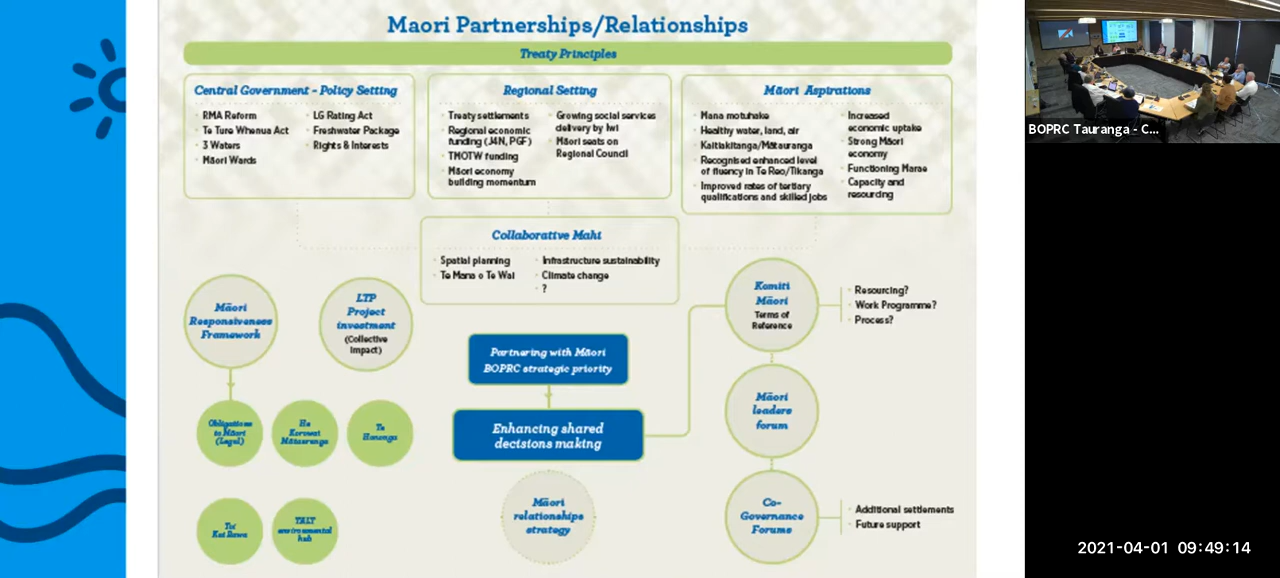 Maori Partnerships/Relationships
Treaty Principles
Central Government - Policy Setting
RMA Reform
Te Ture Whenua Act
3 Waters
Māori Wards
LG Rating Act
Freshwater Package
Rights & Interests
Regional Setting
Treaty settlements
Regional economic
funding (J4N, PGF)
TMOTW funding
Māori economy
building momentum
Growing social services
delivery by Iwi
Māori seats on
Regional Council
Māori Aspirations
Mana motuhake
Healthy water, land, air
Kaitiakitanga/Mātauranga
Recognised enhanced level
of fluency in Te Reo/Tikanga
Improved rates of tertiary
qualifications and skilled jobs
Increased
economic uptake
Strong Māori
economy
Functioning Marae
Capacity and
resourcing
Collaborative Mahi
Spatial planning
Te Mana o Te Wai
Infrastructure sustainability
Climate change
?
Māori
Responsiveness
Framework
LTP
Project
investment
(Collective
Impact)
Partnering with Māori
BOPRC strategic priority
Enhancing shared
decisions making
Komiti
Māori
Terms of
Reference
Resourcing?
Work Programme?
Process?
Māori
leaders
forum
Co-
Governance
Forums
Additional settlements
Future support
Obligations
to Māori
(Legal)
He
Korowai
Mātauranga
Te
Hononga
Māori
relationships
strategy
Toi
Kai Rawa
environmental
hub
BOPRC Tauranga - C...
2021-04-01 09:49:14